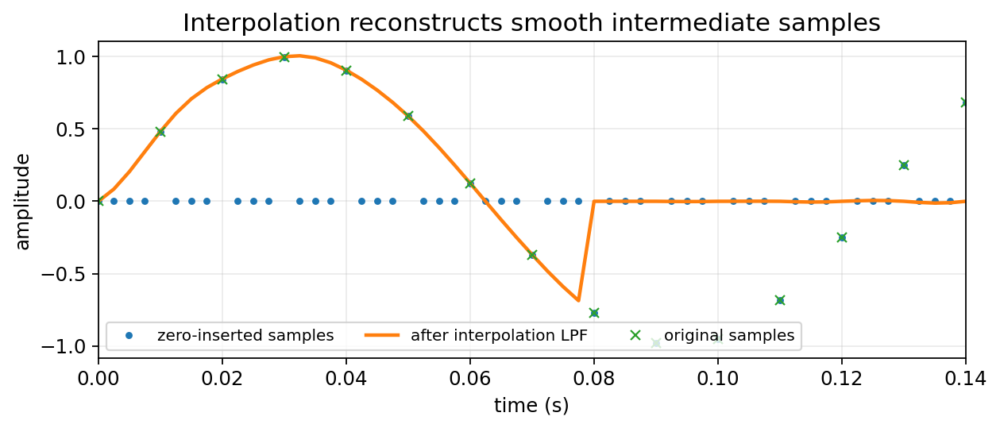 Interpolation reconstructs smooth intermediate samples
amplitude
1.0
0.5
0.0
−0.5
−1.0
zero-inserted samples after interpolation LPF original samples
0.00 0.02 0.04 0.06 0.08 0.10 0.12 0.14
time (s)